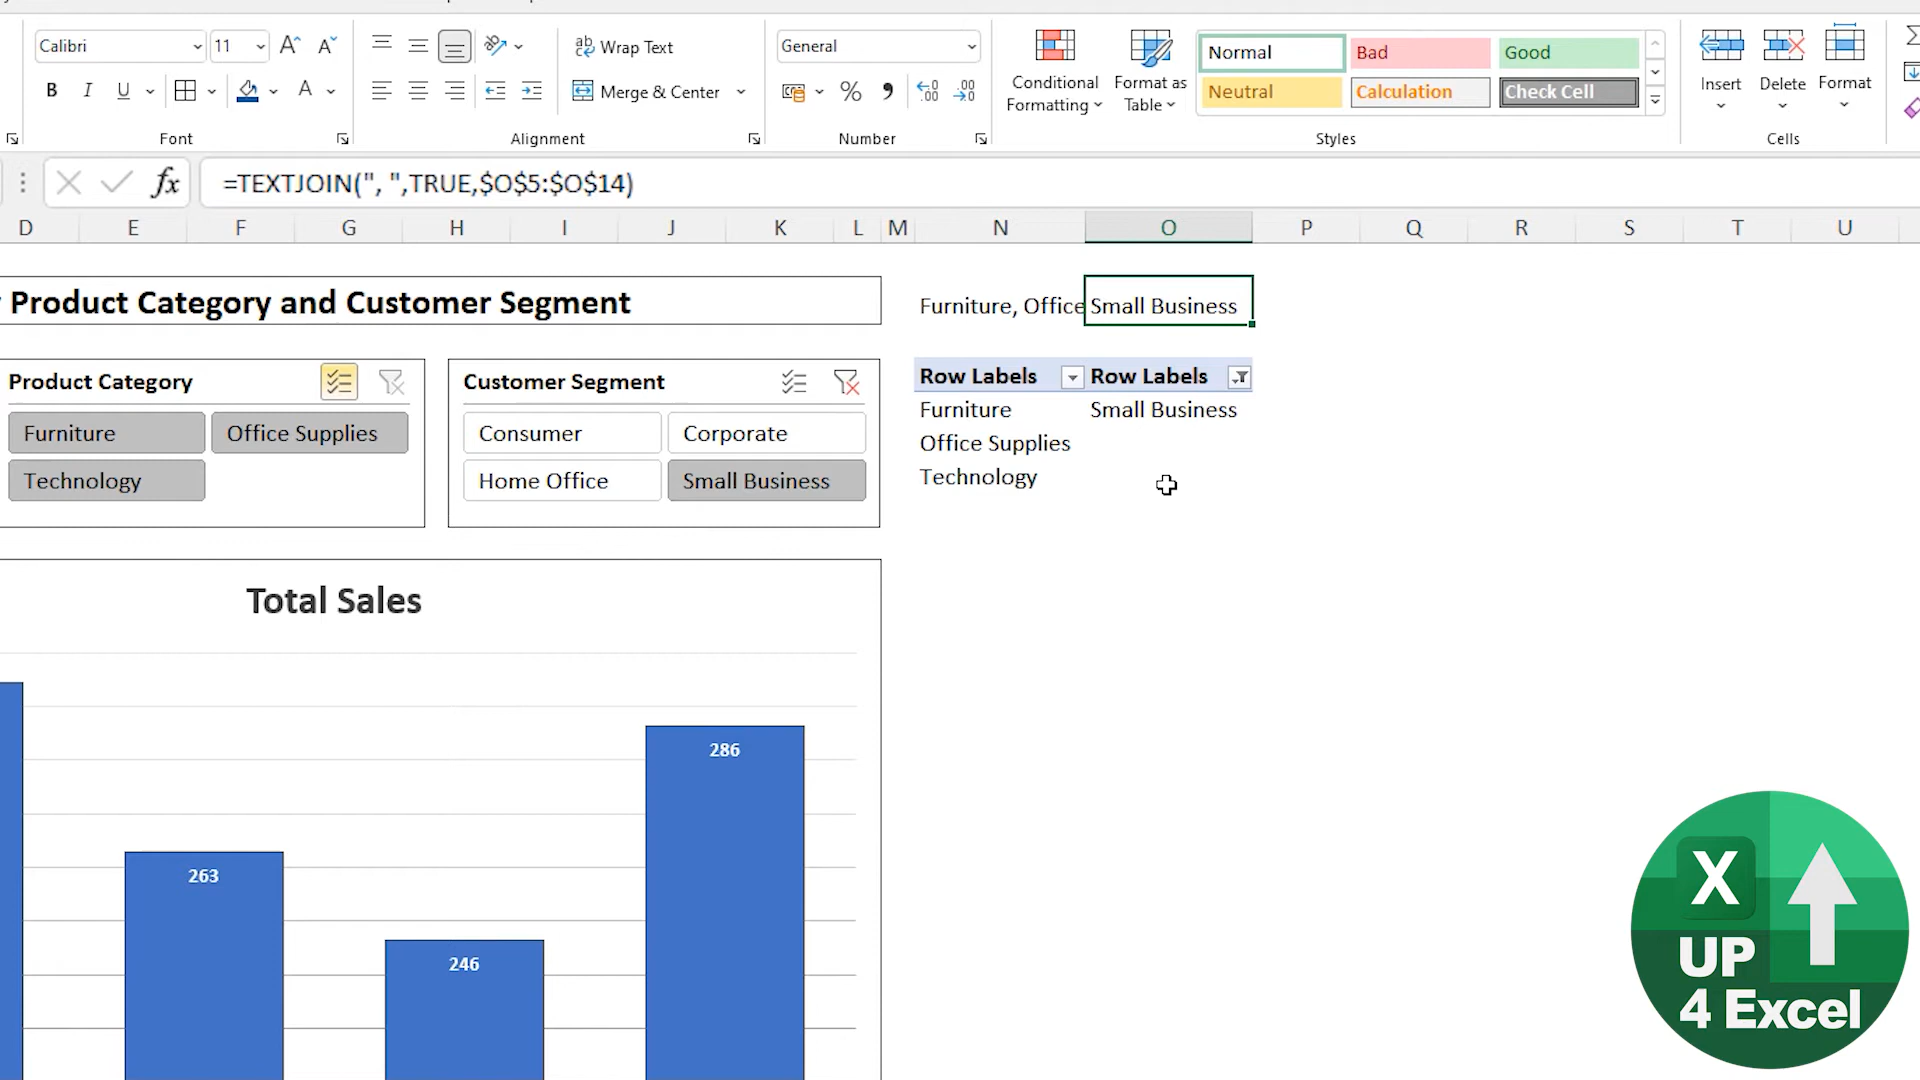 Calibri
11
Wrap Text
General
Normal
Bad
Good
B I U
A
Merge & Center
%
Conditional
Formatting
Format as
Table
Neutral
Calculation
Check Cell
Insert
Delete
Format
Font
Alignment
Number
Styles
Cells
fx
=TEXTJOIN(", ",TRUE,$O$5:$O$14)
D E F G H I J K L M N O P Q R S T U
Product Category and Customer Segment
Furniture, Office
Small Business
Product Category
Customer Segment
Row Labels
Row Labels
Furniture
Office Supplies
Consumer
Corporate
Furniture
Small Business
Office Supplies
Technology
Home Office
Small Business
Technology
Total Sales
286
263
246
X
UP
4 Excel